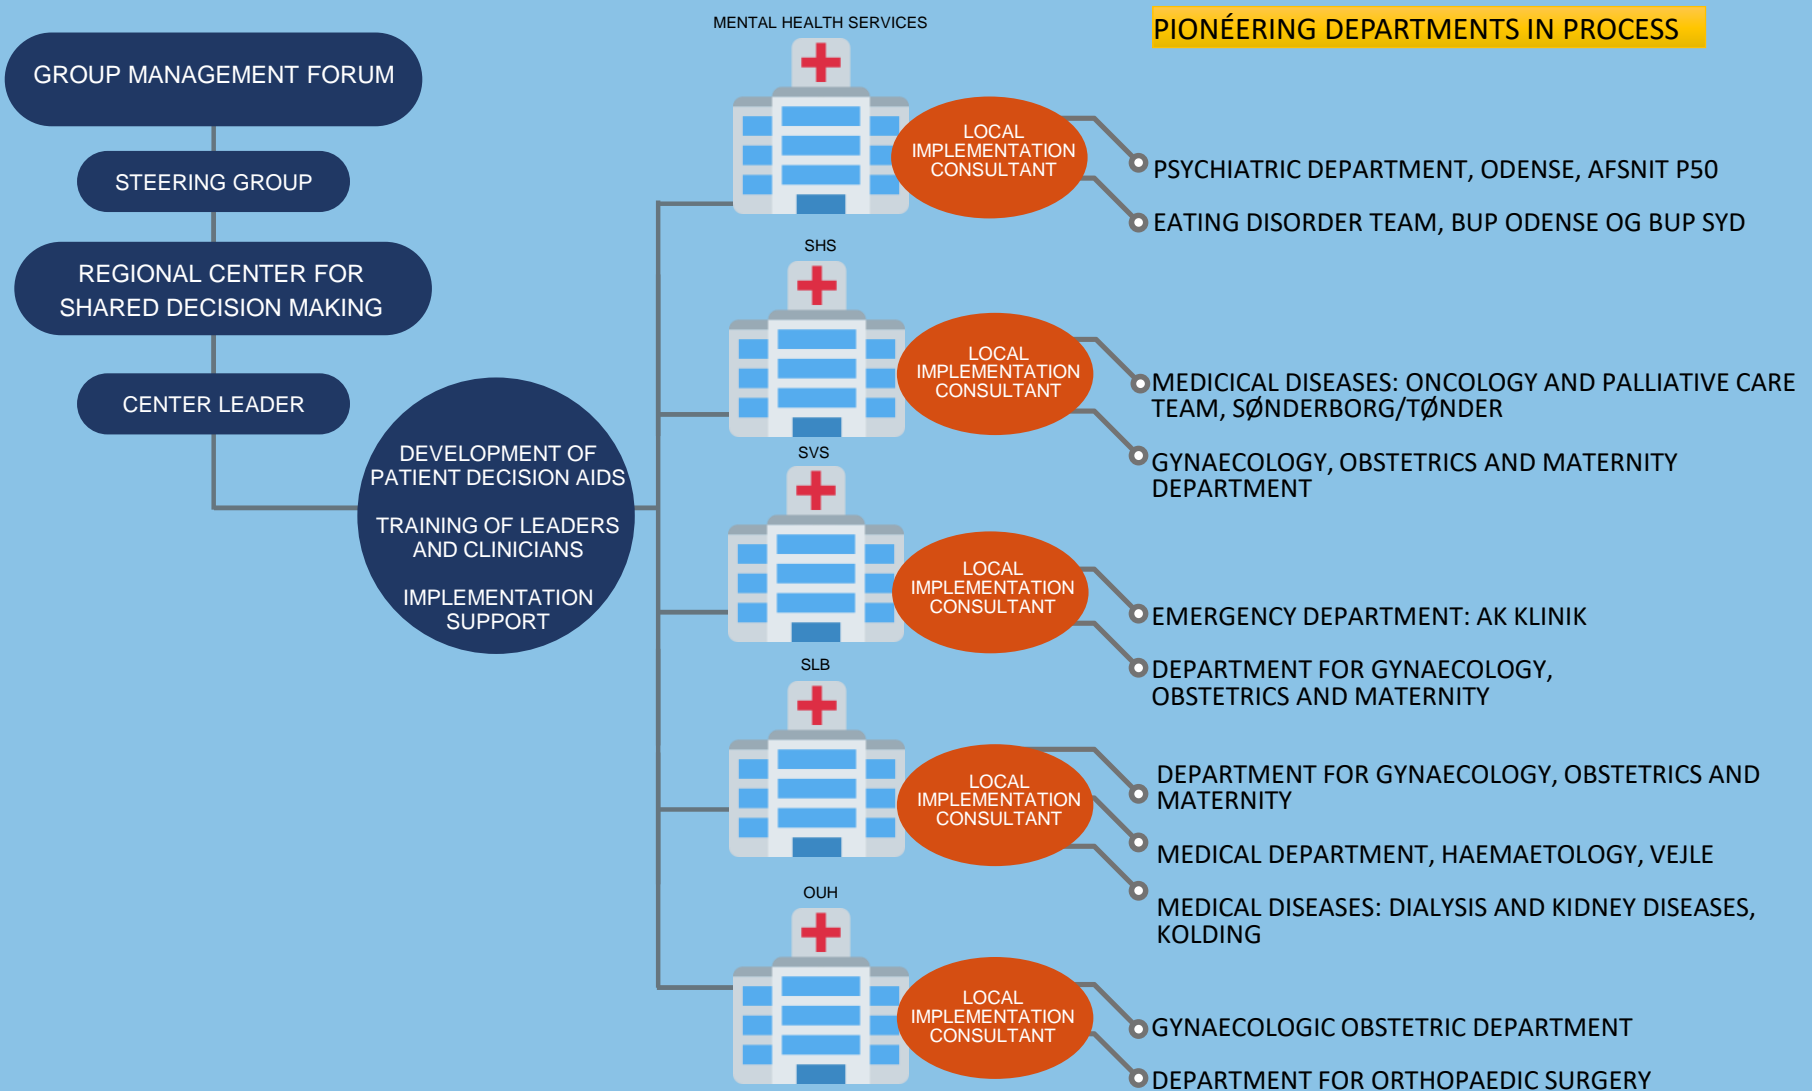 GROUP MANAGEMENT FORUM
STEERING GROUP
REGIONAL CENTER FOR
SHARED DECISION MAKING
CENTER LEADER
DEVELOPMENT OF
PATIENT DECISION AIDS
TRAINING OF LEADERS
AND CLINICIANS
IMPLEMENTATION
SUPPORT
PIONÉERING DEPARTMENTS IN PROCESS
MENTAL HEALTH SERVICES
LOCAL
IMPLEMENTATION
CONSULTANT
PSYCHIATRIC DEPARTMENT, ODENSE, AFSNIT P50
EATING DISORDER TEAM, BUP ODENSE OG BUP SYD
SHS
LOCAL
IMPLEMENTATION
CONSULTANT
MEDICICAL DISEASES: ONCOLOGY AND PALLIATIVE CARE
TEAM, SØNDERBORG/TØNDER
GYNAECOLOGY, OBSTETRICS AND MATERNITY
DEPARTMENT
SVS
LOCAL
IMPLEMENTATION
CONSULTANT
EMERGENCY DEPARTMENT: AK KLINIK
DEPARTMENT FOR GYNAECOLOGY,
OBSTETRICS AND MATERNITY
SLB
LOCAL
IMPLEMENTATION
CONSULTANT
DEPARTMENT FOR GYNAECOLOGY, OBSTETRICS AND
MATERNITY
MEDICAL DEPARTMENT, HAEMAETOLOGY, VEJLE
MEDICAL DISEASES: DIALYSIS AND KIDNEY DISEASES,
KOLDING
OUH
LOCAL
IMPLEMENTATION
CONSULTANT
GYNAECOLOGIC OBSTETRIC DEPARTMENT
DEPARTMENT FOR ORTHOPAEDIC SURGERY